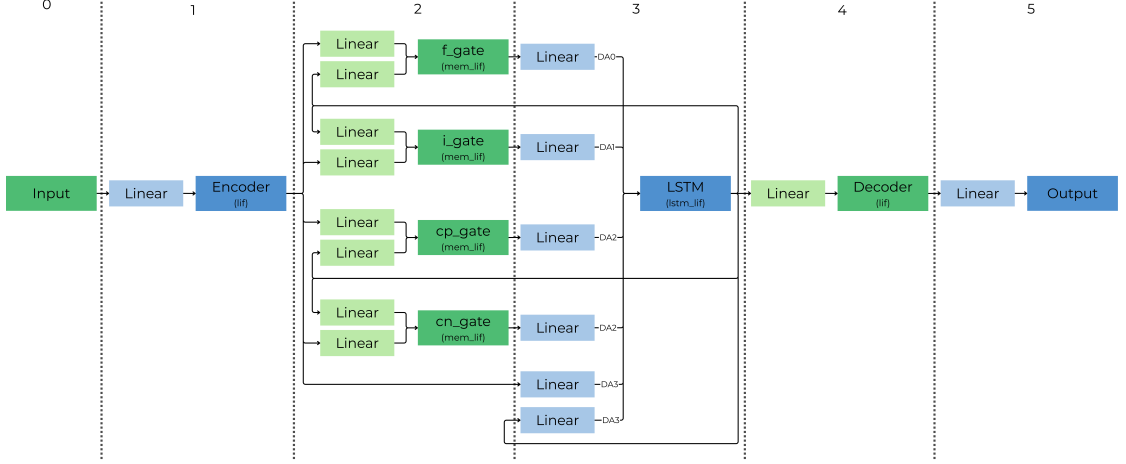 0
1
2
3
4
5
Linear
Linear
f_gate
(mem_lif)
Linear
DA0
Linear
Linear
i_gate
(mem_lif)
Linear
DA1
Input
Linear
Encoder
(lif)
LSTM
(lstm_lif)
Linear
Decoder
(lif)
Linear
Output
Linear
Linear
cp_gate
(mem_lif)
Linear
DA2
Linear
Linear
cn_gate
(mem_lif)
Linear
DA2
Linear
DA3
Linear
DA3